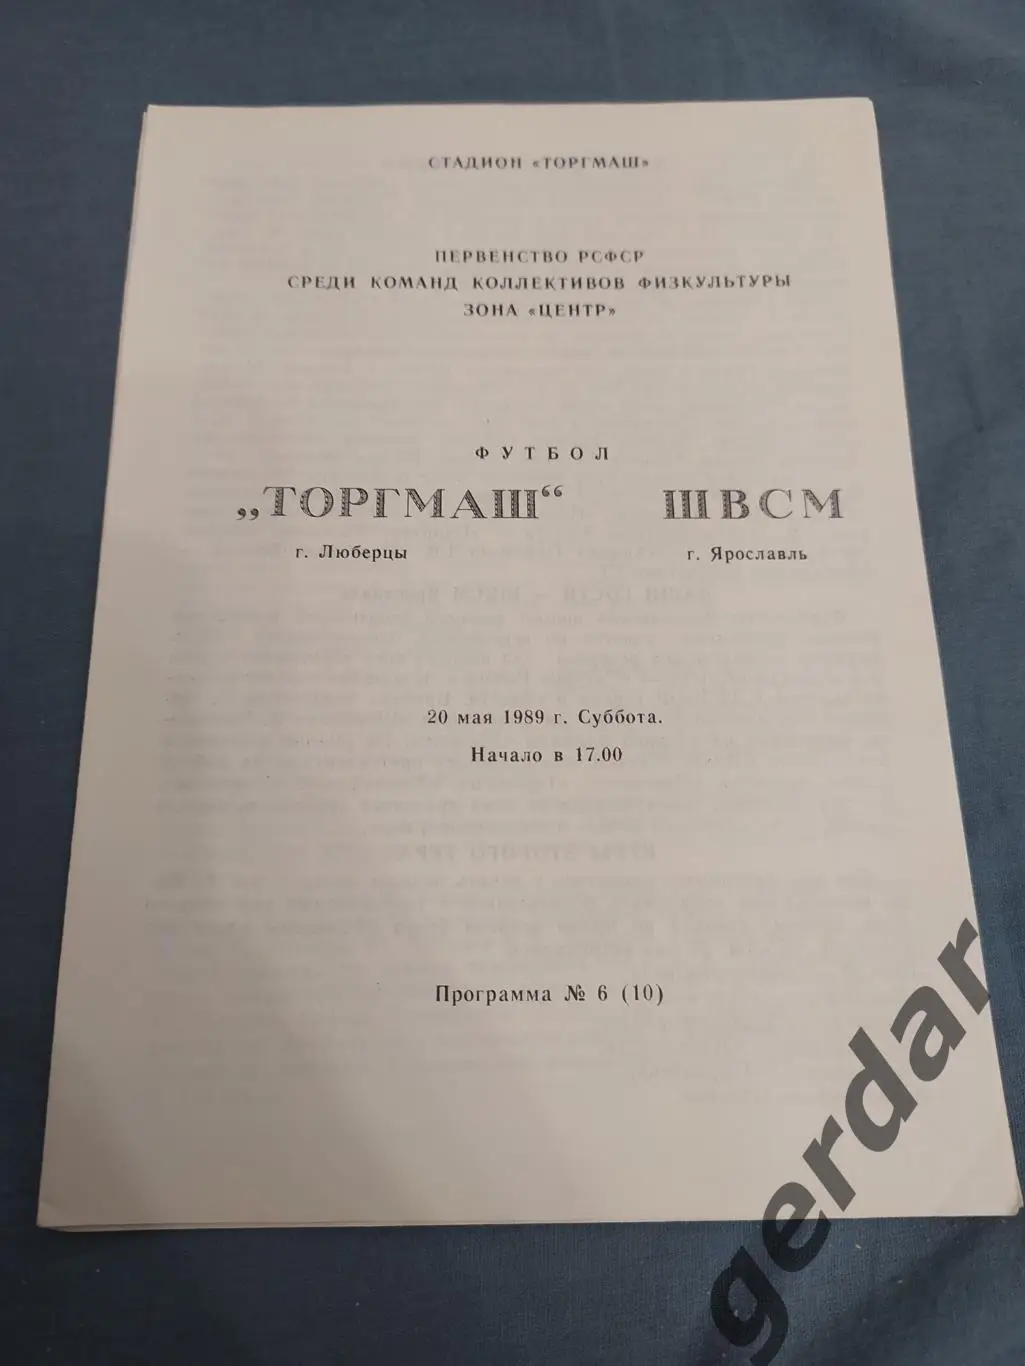 СТАДИОН «ТОРГМАШ»
ПЕРВЕНСТВО РСФСР
СРЕДИ КОМАНД КОЛЛЕКТИВОВ ФИЗКУЛЬТУРЫ
ЗОНА «ЦЕНТР»
ФУТБОЛ
„ТОРГМАШ“ ШВСМ
г. Люберцы г. Ярославль
20 мая 1989 г. Суббота.
Начало в 17.00
Программа № 6 (10)
gerdar